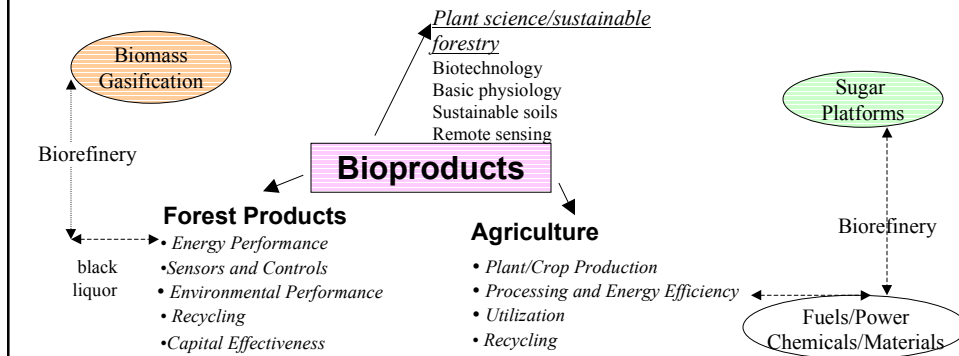 Plant science/sustainable
forestry
Biotechnology
Basic physiology
Sustainable soils
Remote sensing
Biomass
Gasification
Sugar
Platforms
Biorefinery
Bioproducts
Forest Products
• Energy Performance
•Sensors and Controls
• Environmental Performance
• Recycling
•Capital Effectiveness
black
liquor
Agriculture
• Plant/Crop Production
• Processing and Energy Efficiency
• Utilization
• Recycling
Biorefinery
Fuels/Power
Chemicals/Materials